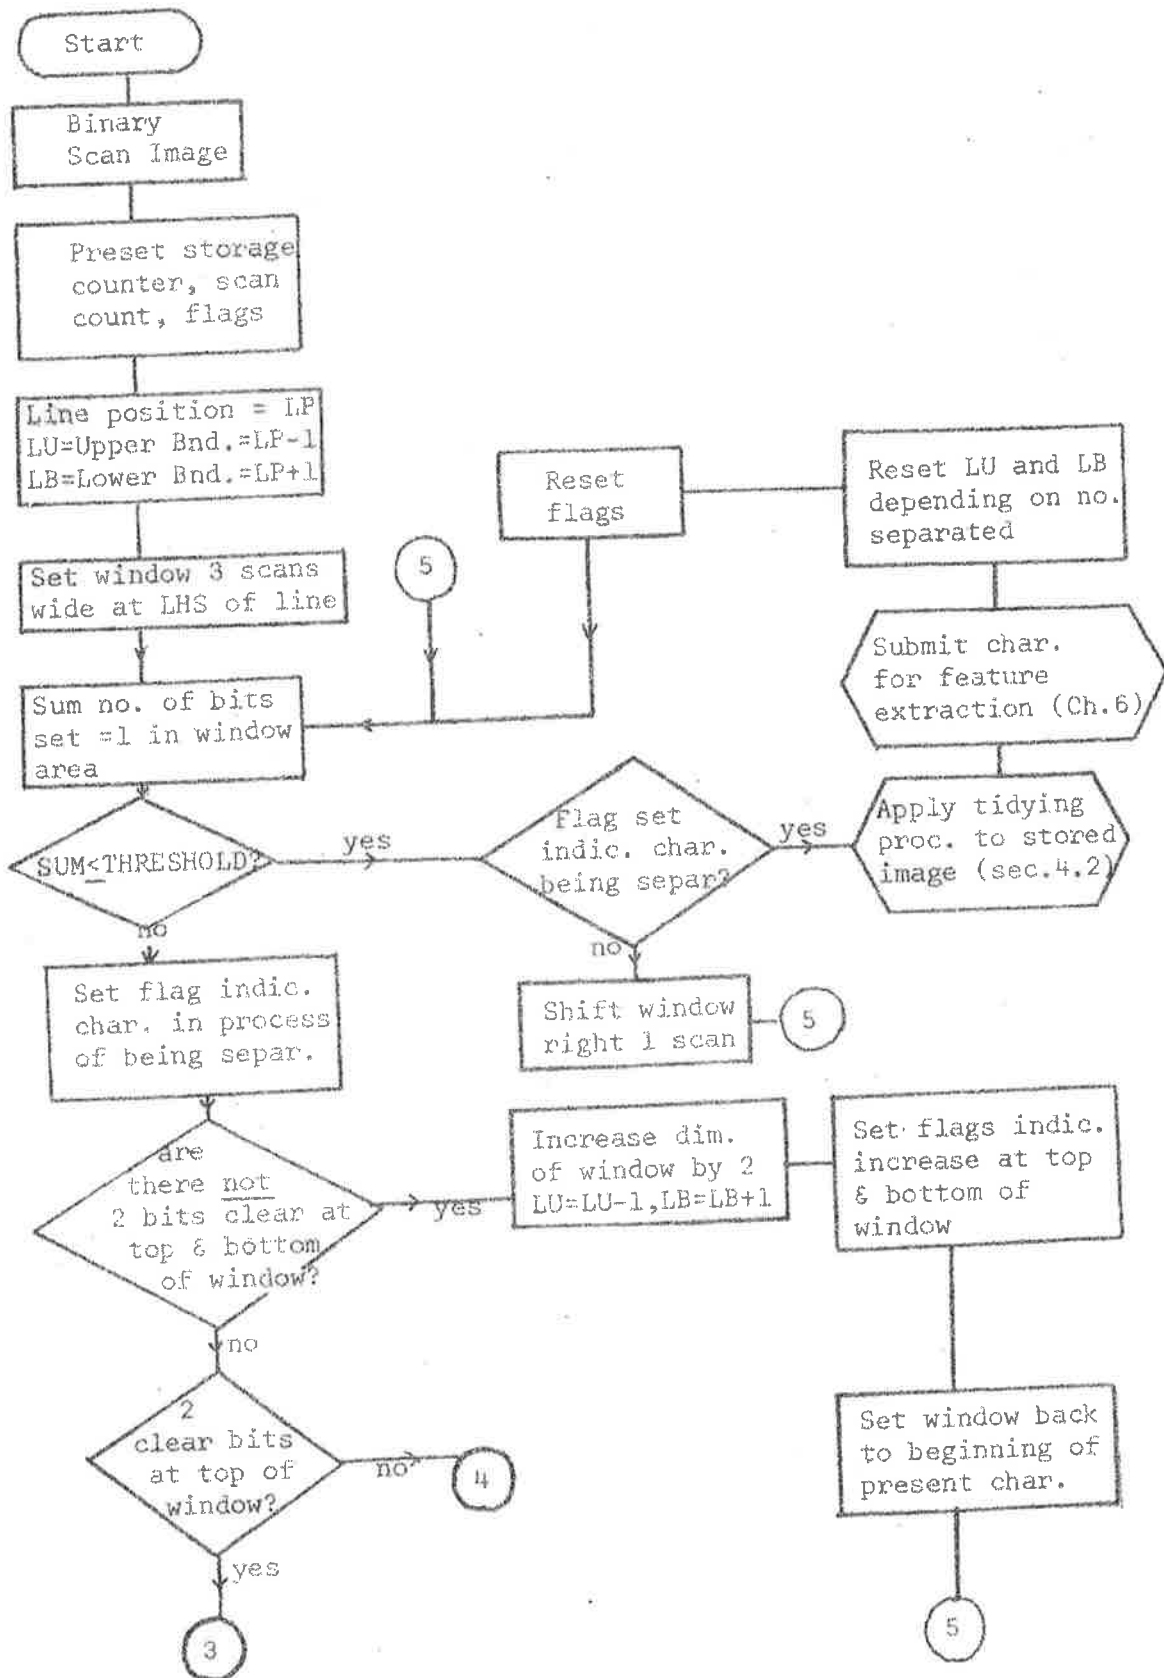 Start
Binary
Scan Image
Preset storage
counter, scan
count, flags
Line position = LP
LU=Upper Bnd.=LP-1
LB=Lower Bnd.=LP+1
Set window 3 scans
wide at LHS of line
5
Reset
flags
Reset LU and LB
depending on no.
separated
Submit char.
for feature
extraction (Ch.6)
Sum no. of bits
set =1 in window
area
SUM≤THRESHOLD?
yes
Flag set
indic. char.
being separ?
yes
Apply tidying
proc. to stored
image (sec.4.2)
no
no
Set flag indic.
char. in process
of being separ.
Shift window
right 1 scan
5
are
there not
2 bits clear at
top & bottom
of window?
yes
Increase dim.
of window by 2
LU=LU-1,LB=LB+1
Set flags indic.
increase at top
& bottom of
window
no
2
clear bits
at top of
window?
no
4
Set window back
to beginning of
present char.
yes
3
5